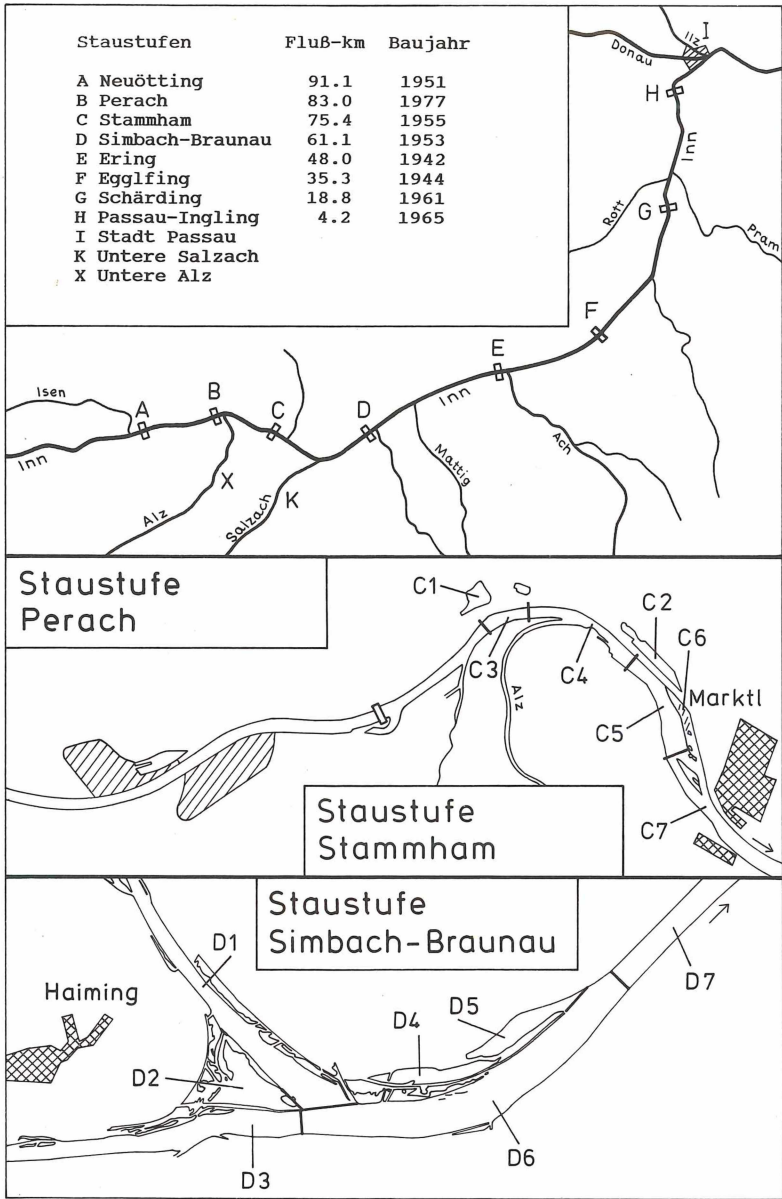 Staustufen Fluß-km Baujahr
A Neuötting 91.1 1951
B Perach 83.0 1977
C Stammham 75.4 1955
D Simbach-Braunau 61.1 1953
E Ering 48.0 1942
F Egglfing 35.3 1944
G Schärding 18.8 1961
H Passau-Ingling 4.2 1965
I Stadt Passau
K Untere Salzach
X Untere Alz
Ilz
I
Donau
H
Inn
Rott
G
Pram
F
E
Inn
Isen
A
B
C
D
Inn
Alz
X
Salzach
K
Mattig
Ach
Staustufe
Perach
C1
C2
C3
C4
C6
Alz
Marktl
C5
C7
Staustufe
Stammham
Staustufe
Simbach-Braunau
D1
D7
Haiming
D5
D4
D2
D6
D3